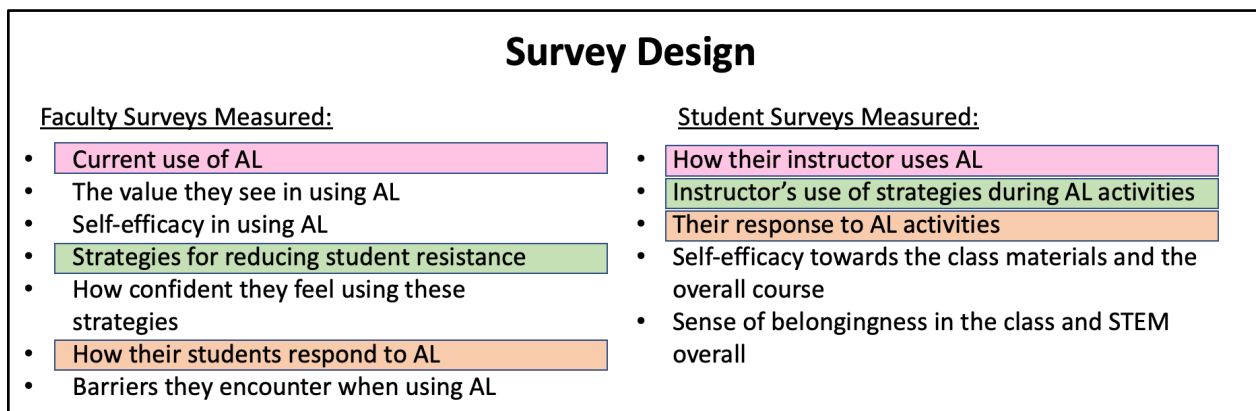 Survey Design
Faculty Surveys Measured:
• Current use of AL
• The value they see in using AL
• Self-efficacy in using AL
• Strategies for reducing student resistance
• How confident they feel using these
strategies
• How their students respond to AL
• Barriers they encounter when using AL
Student Surveys Measured:
• How their instructor uses AL
• Instructor’s use of strategies during AL activities
• Their response to AL activities
• Self-efficacy towards the class materials and the
overall course
• Sense of belongingness in the class and STEM
overall